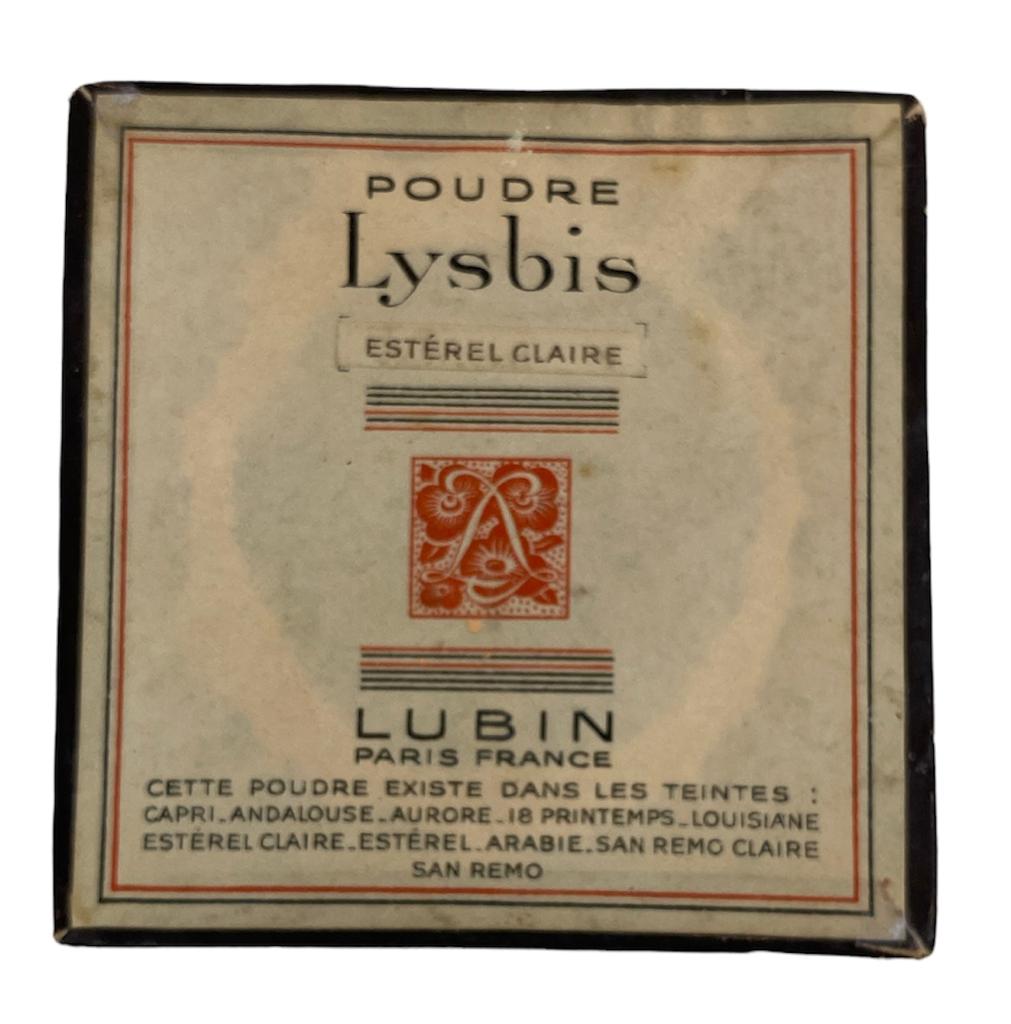 POUDRE
Lysbis
ESTÉREL CLAIRE
L
LUBIN
PARIS FRANCE
CETTE POUDRE EXISTE DANS LES TEINTES :
CAPRI_ANDALOUSE_AURORE_18 PRINTEMPS_LOUISIANE
ESTÉREL CLAIRE_ESTÉREL_ARABIE_SAN REMO CLAIRE
SAN REMO